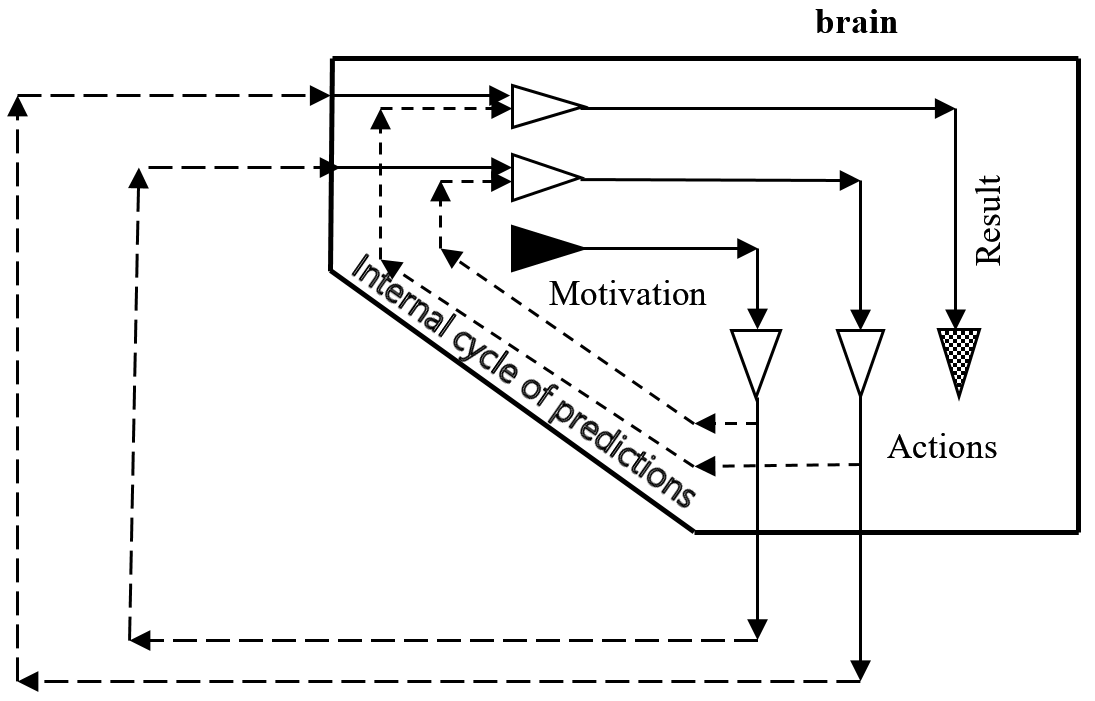 brain
Result
Motivation
Internal cycle of predictions
Actions